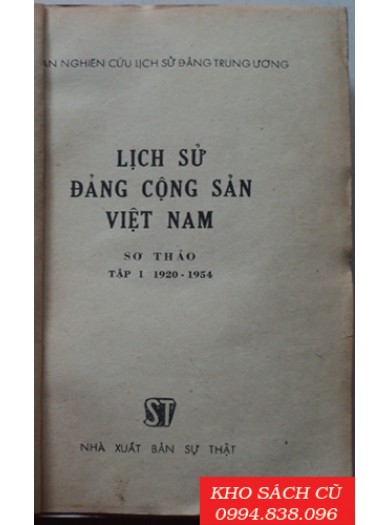 AN NGHIÊN CỨU LỊCH SỬ ĐẢNG TRUNG ƯƠNG
LỊCH SỬ
ĐẢNG CỘNG SẢN
VIỆT NAM
SƠ THẢO
TẬP I 1920 - 1954
ST
NHÀ XUẤT BẢN SỰ THẬT
KHO SÁCH CŨ
0994.838.096